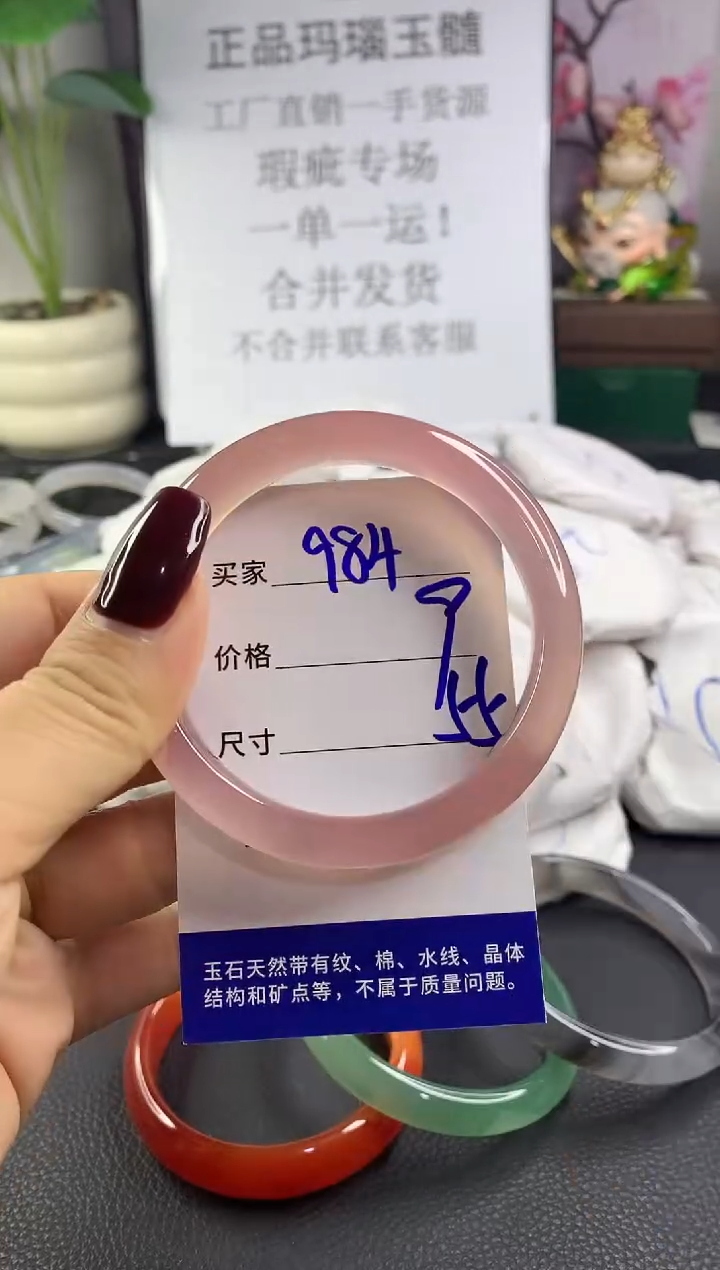 正品玛瑙玉髓
工厂直销一手货源
瑕疵专场
一单一运!
合并发货
不合并联系客服
买家 984
价格
尺寸
玉石天然带有纹、棉、水线、晶体
结构和矿点等，不属于质量问题。